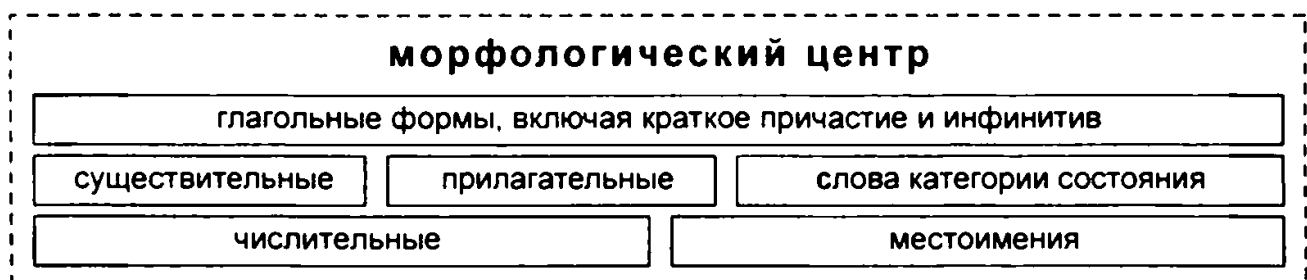 морфологический центр
глагольные формы, включая краткое причастие и инфинитив
существительные прилагательные слова категории состояния
числительные местоимения